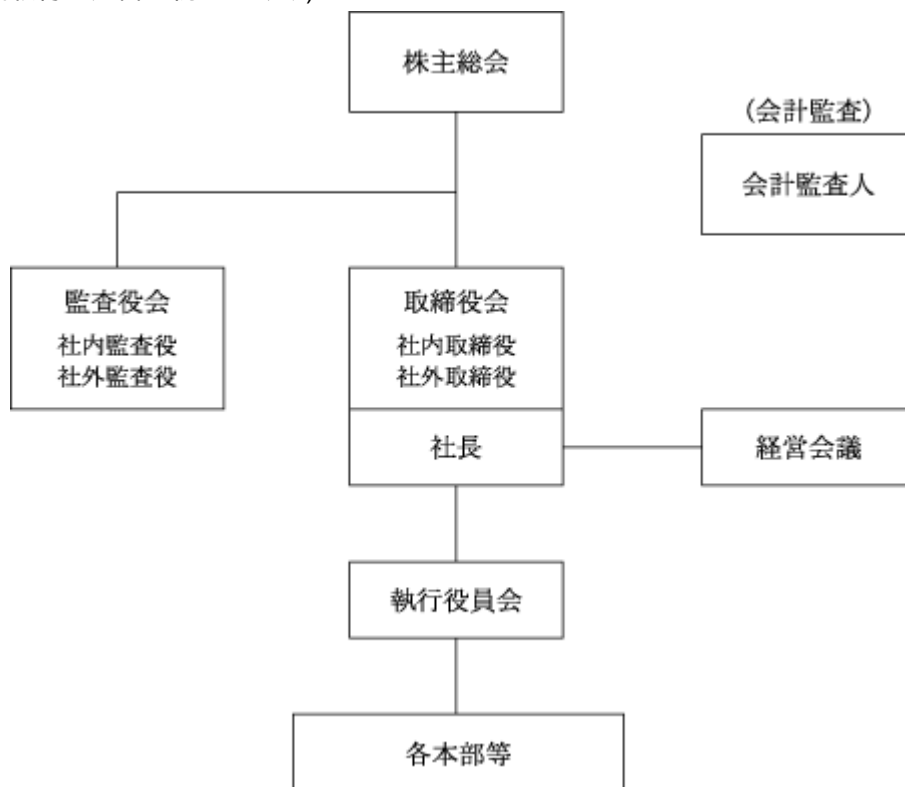 株主総会
(会計監査)
会計監査人
監査役会
社内監査役
社外監査役
取締役会
社内取締役
社外取締役
社長
経営会議
執行役員会
各本部等